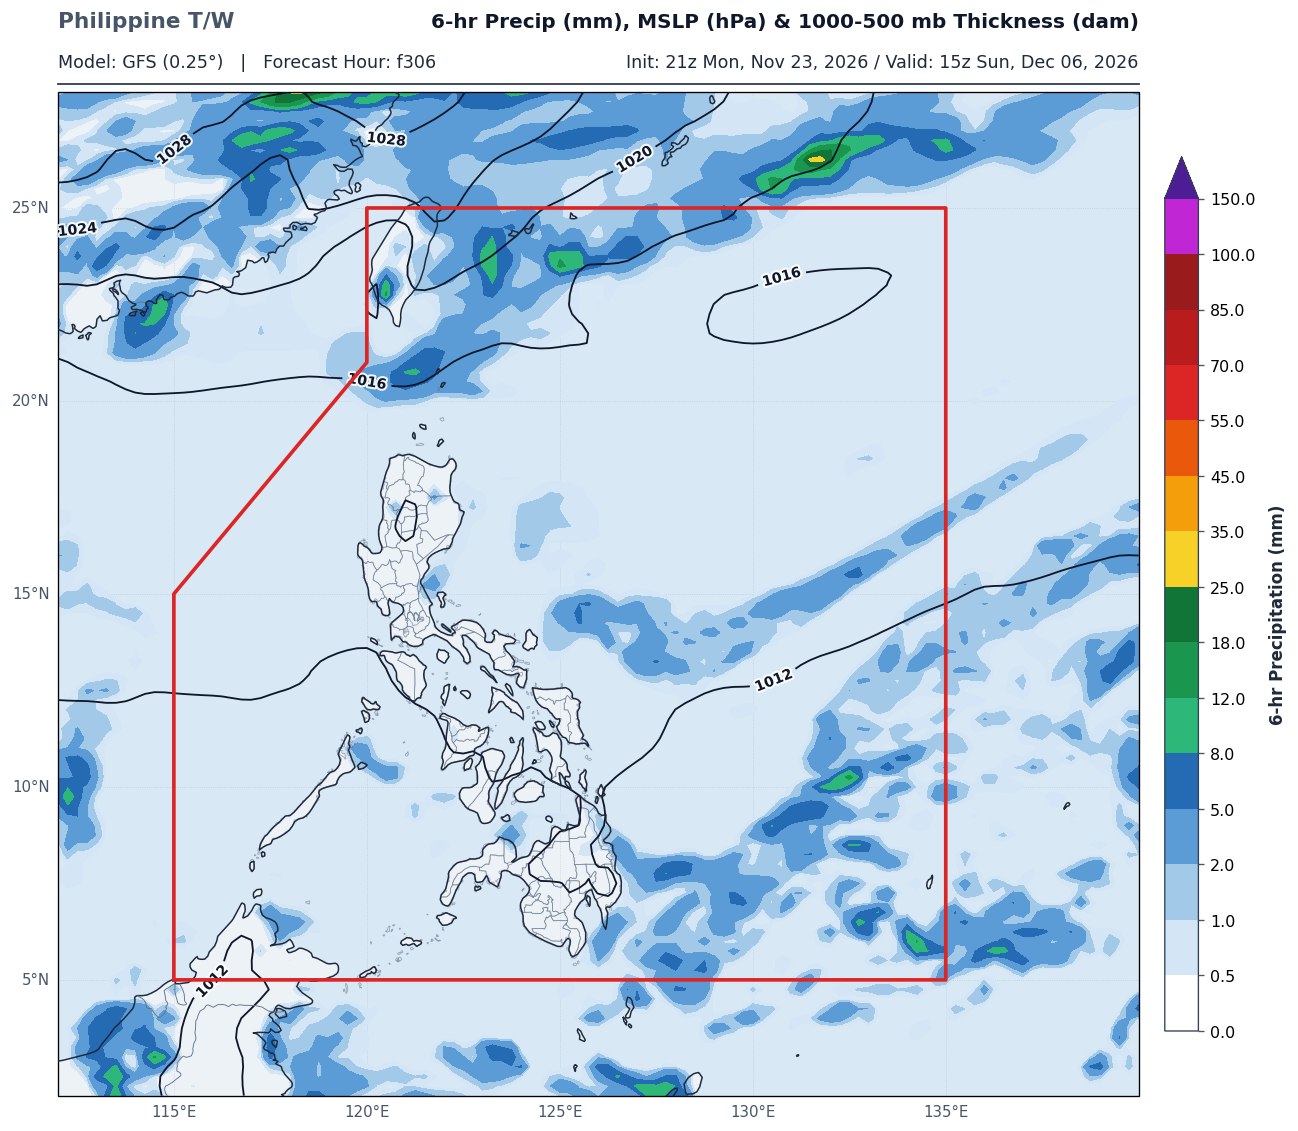 Philippine T/W
6-hr Precip (mm), MSLP (hPa) & 1000-500 mb Thickness (dam)
Model: GFS (0.25°) | Forecast Hour: f306
Init: 21z Mon, Nov 23, 2026 / Valid: 15z Sun, Dec 06, 2026
1028
1028
1020
1024
1016
1016
1012
1012
25°N
20°N
15°N
10°N
5°N
115°E
120°E
125°E
130°E
135°E
150.0
100.0
85.0
70.0
55.0
45.0
35.0
25.0
18.0
12.0
8.0
5.0
2.0
1.0
0.5
0.0
6-hr Precipitation (mm)